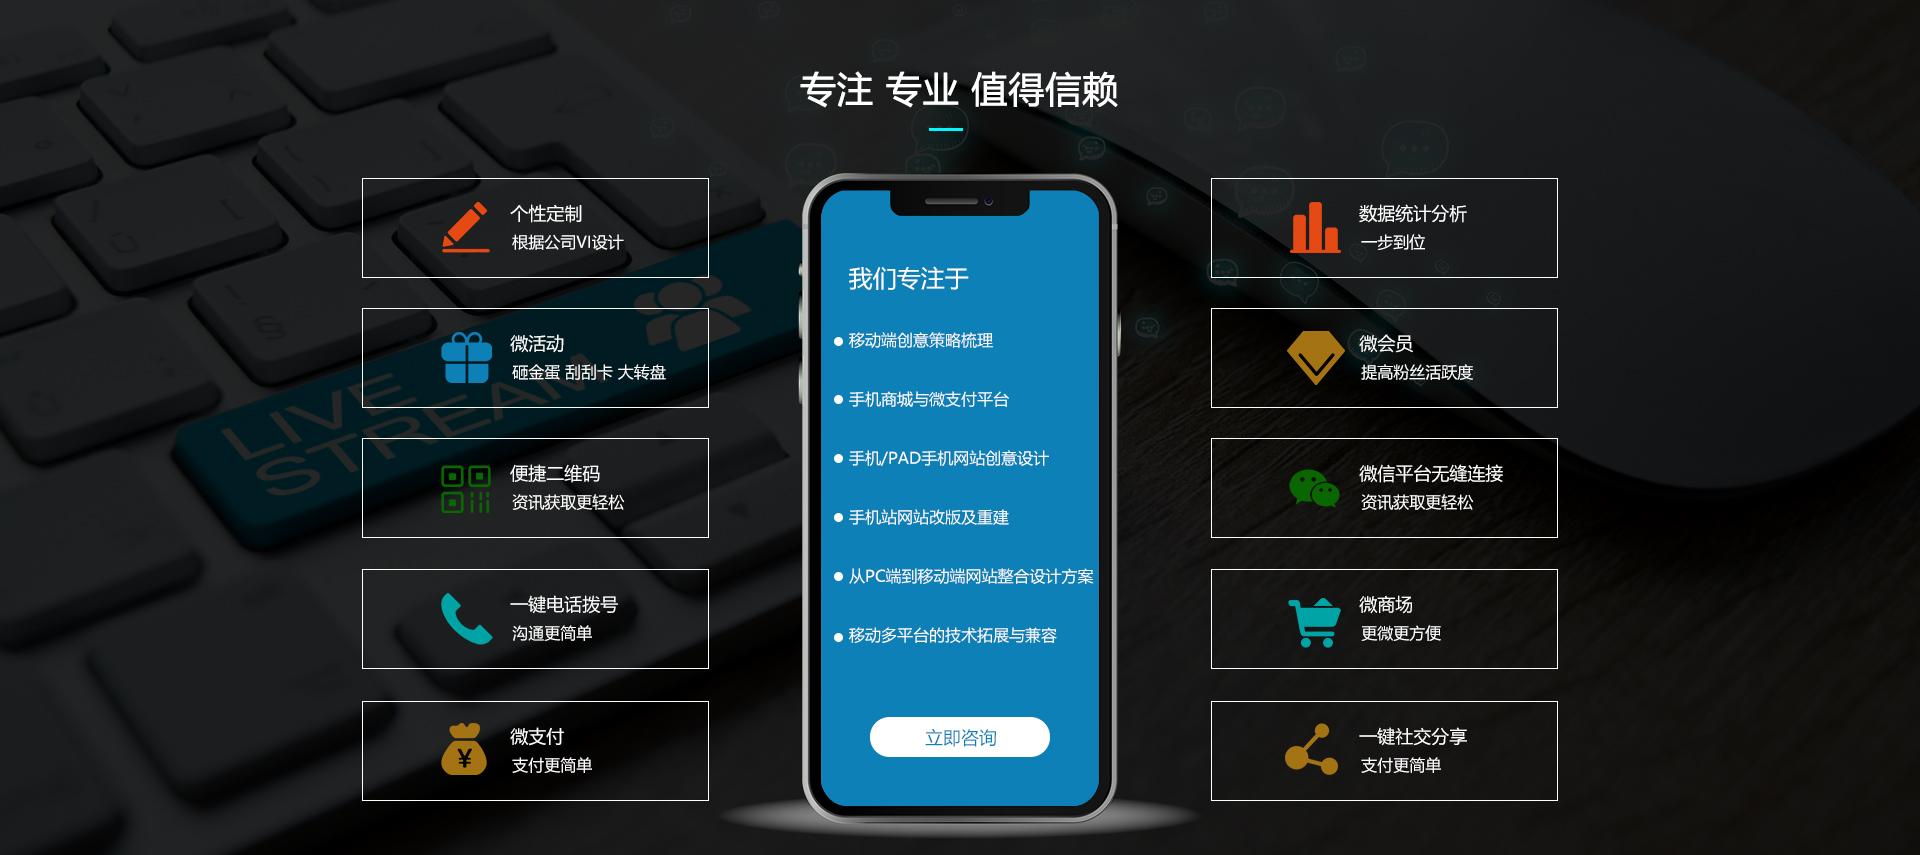 专注 专业 值得信赖
个性定制
根据公司VI设计
微活动
砸金蛋 刮刮卡 大转盘
便捷二维码
资讯获取更轻松
一键电话拨号
沟通更简单
微支付
支付更简单
我们专注于
移动端创意策略梳理
手机商城与微支付平台
手机/PAD手机网站创意设计
手机站网站改版及重建
从PC端到移动端网站整合设计方案
移动多平台的技术拓展与兼容
立即咨询
数据统计分析
一步到位
微会员
提高粉丝活跃度
微信平台无缝连接
资讯获取更轻松
微商场
更微更方便
一键社交分享
支付更简单
LIVE
STREAM